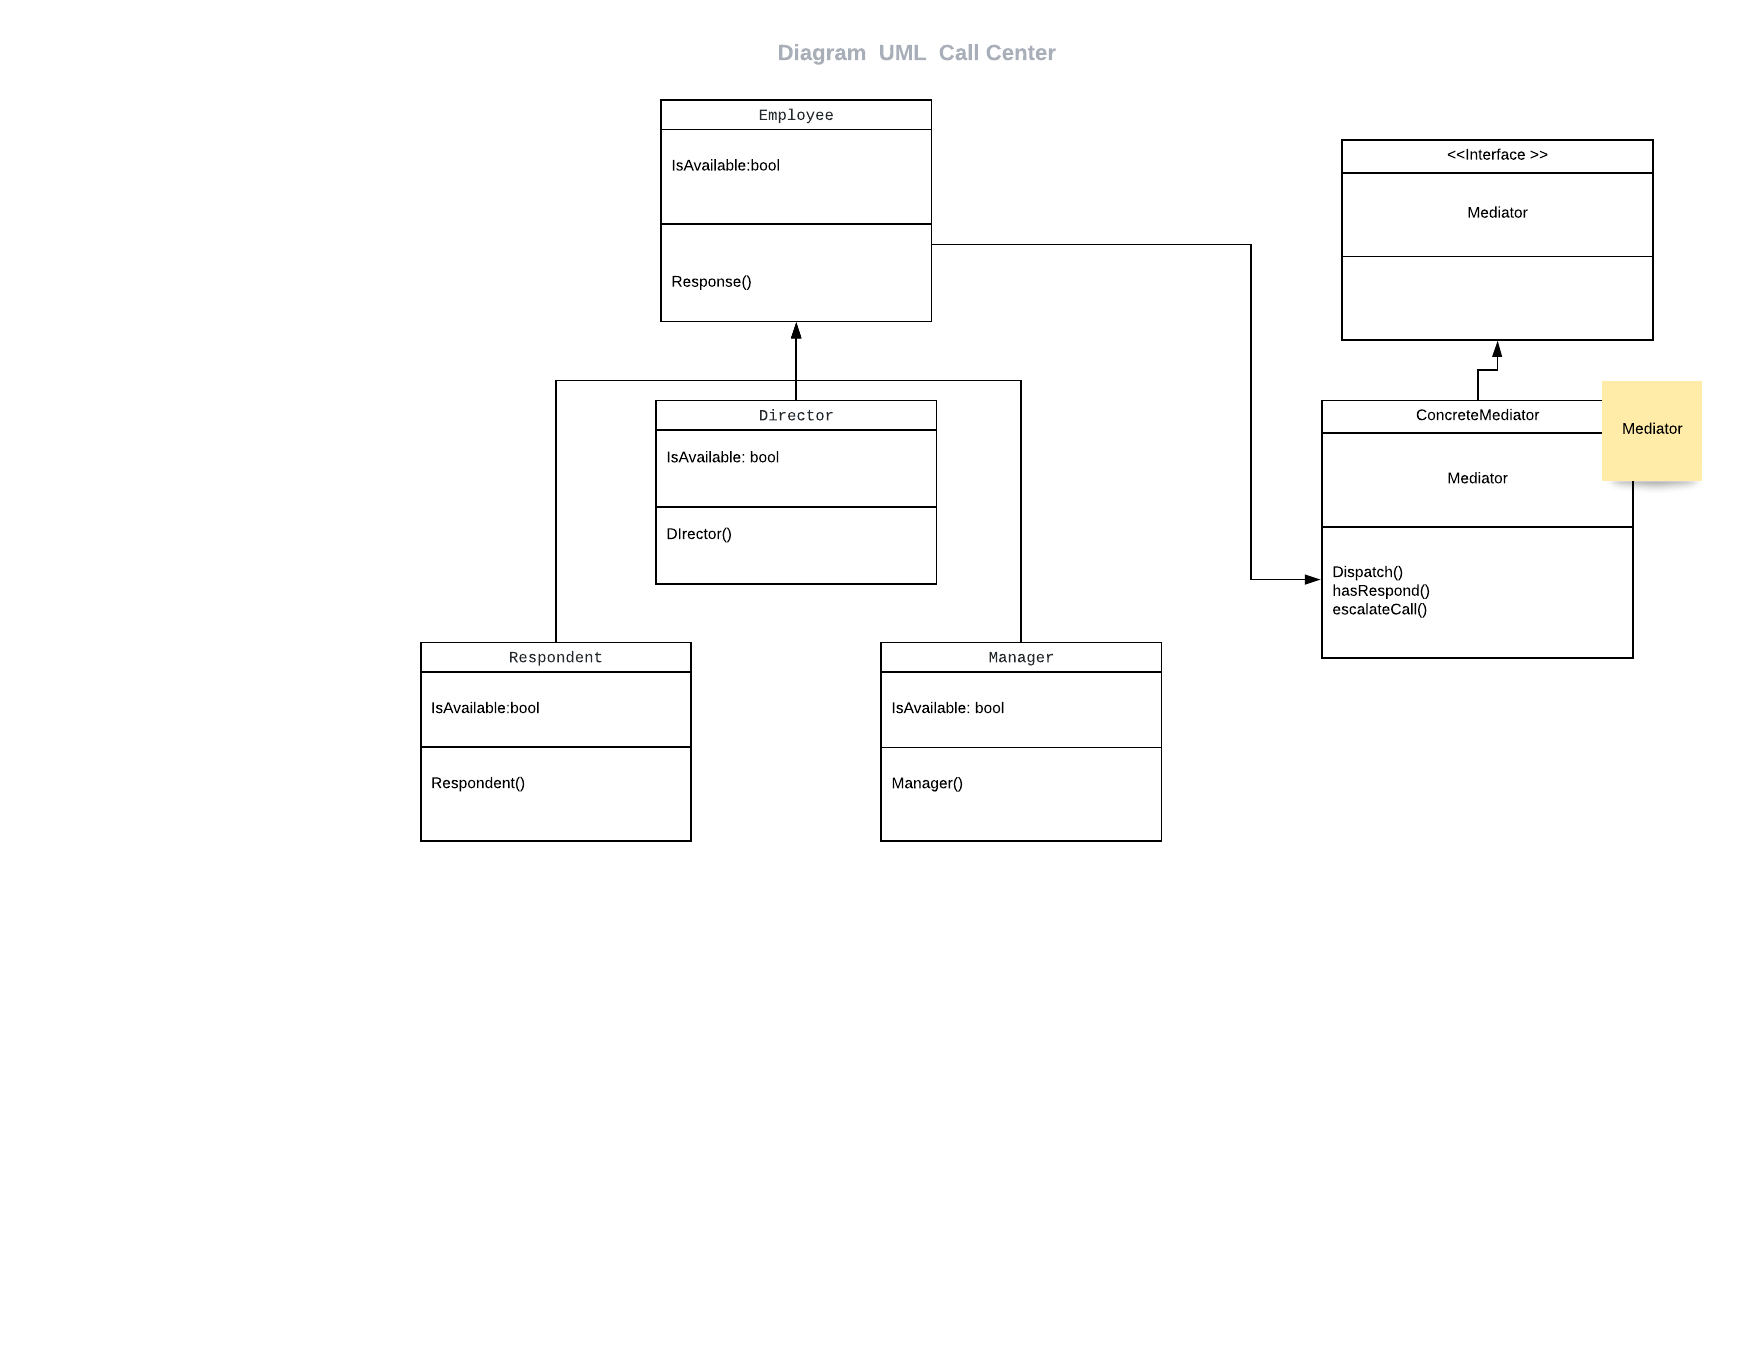 Diagram  UML  Call Center
Employee
IsAvailable:bool
Response()
<<Interface >>
Mediator
Director
IsAvailable: bool
DIrector()
ConcreteMediator
Mediator
Dispatch()
hasRespond()
escalateCall()
Mediator
Respondent
IsAvailable:bool
Respondent()
Manager
IsAvailable: bool
Manager()